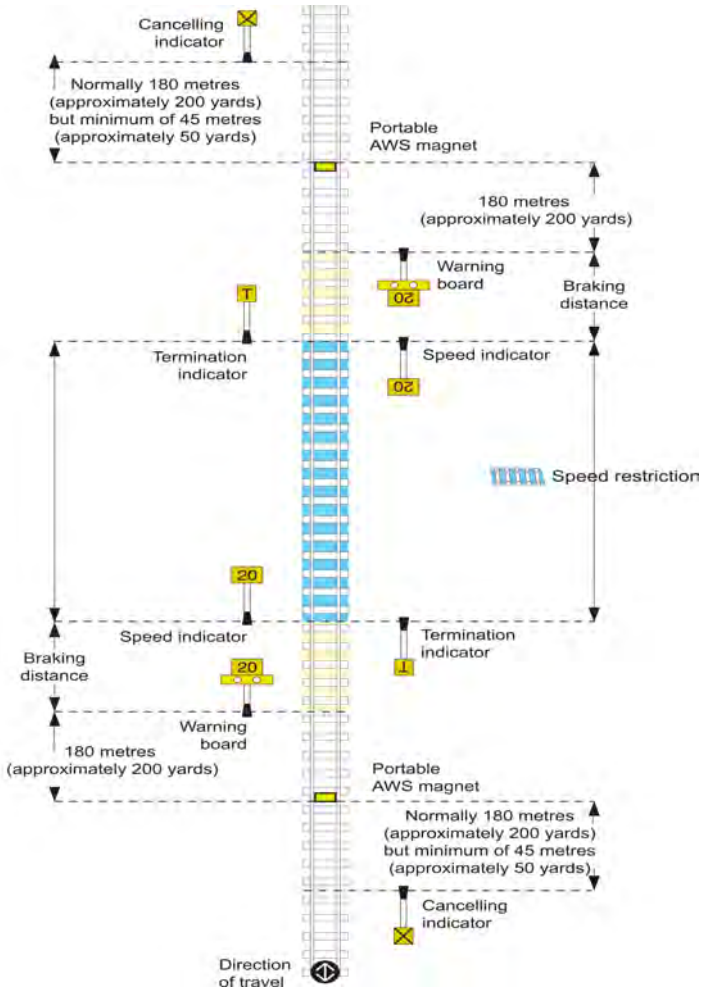 Cancelling
indicator
Normally 180 metres
(approximately 200 yards)
but minimum of 45 metres
(approximately 50 yards)
Portable
AWS magnet
180 metres
(approximately 200 yards)
Warning
board
20
Braking
distance
T
Termination
indicator
Speed indicator
20
Speed restriction
20
Speed indicator
Termination
indicator
T
Braking
distance
20
Warning
board
180 metres
(approximately 200 yards)
Portable
AWS magnet
Normally 180 metres
(approximately 200 yards)
but minimum of 45 metres
(approximately 50 yards)
Cancelling
indicator
Direction
of travel